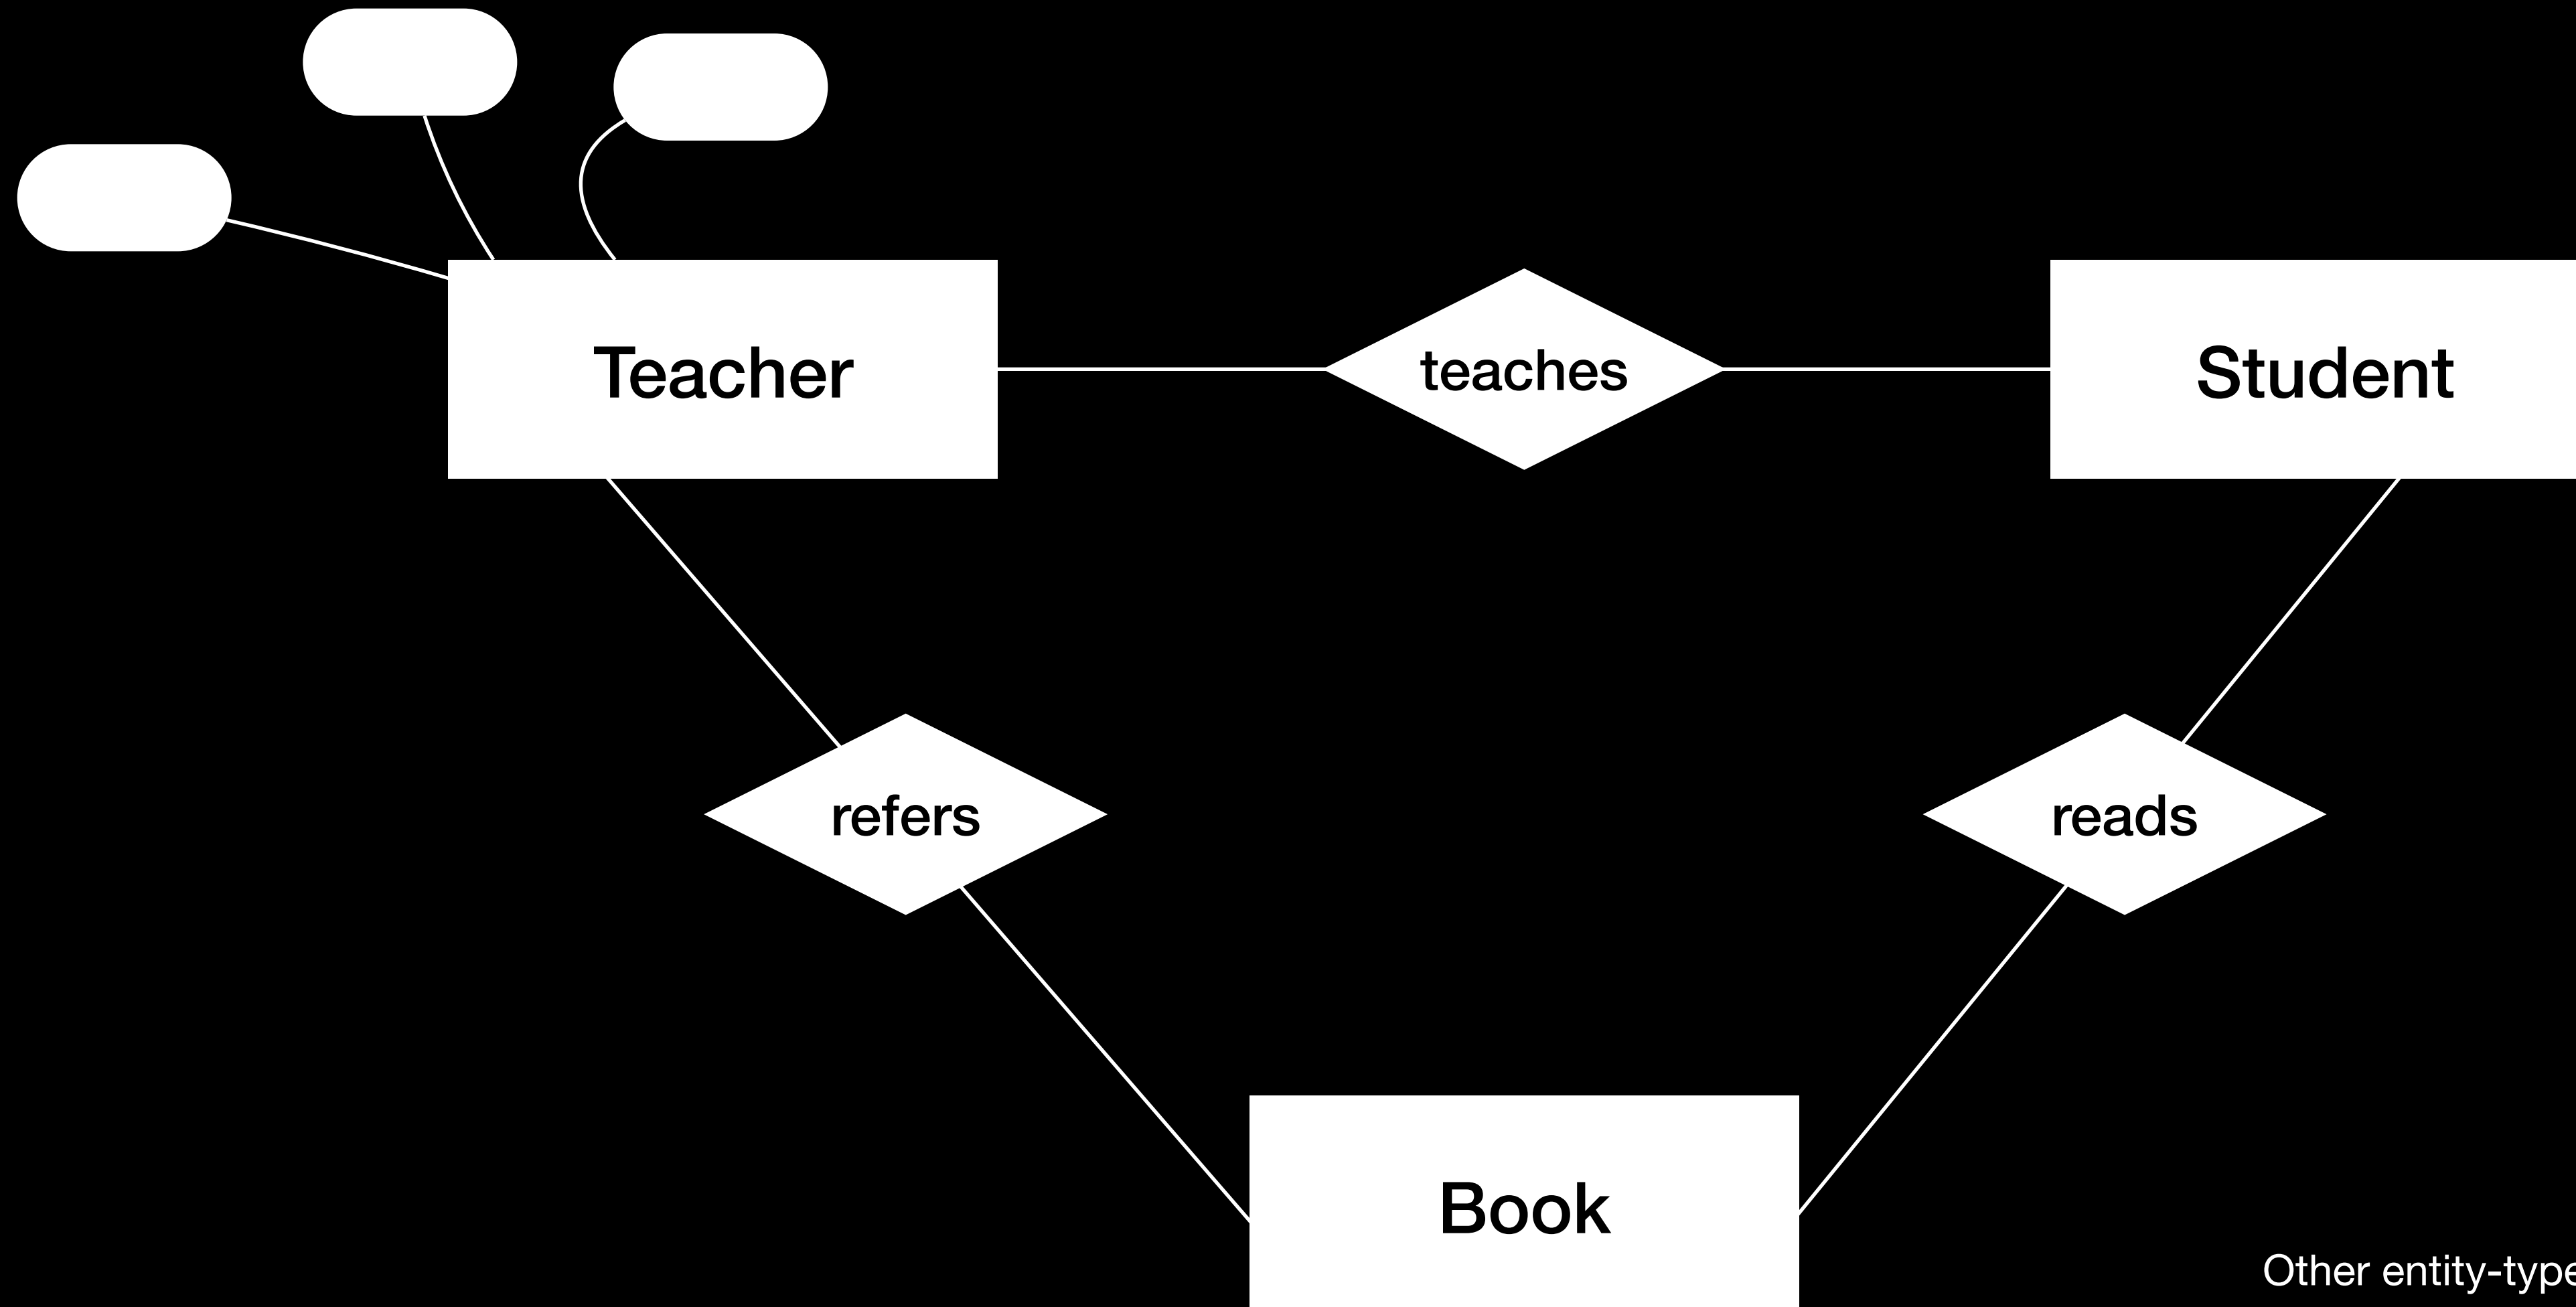 Teacher
teaches
Student
refers
reads
Book
Other entity-type